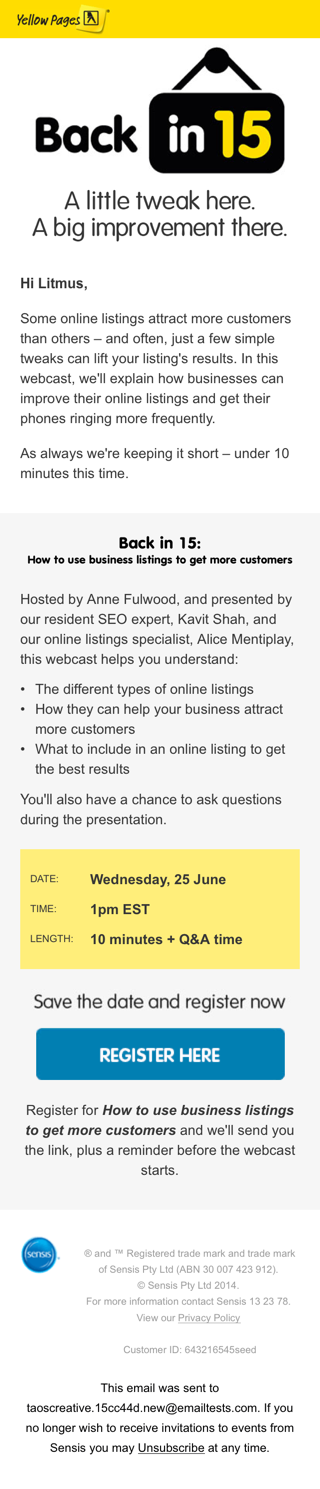 Yellow Pages
Back in 15
A little tweak here.
A big improvement there.
Hi Litmus,
Some online listings attract more customers
than others – and often, just a few simple
tweaks can lift your listing's results. In this
webcast, we'll explain how businesses can
improve their online listings and get their
phones ringing more frequently.
As always we're keeping it short – under 10
minutes this time.
Back in 15:
How to use business listings to get more customers
Hosted by Anne Fulwood, and presented by
our resident SEO expert, Kavit Shah, and
our online listings specialist, Alice Mentiplay,
this webcast helps you understand:
• The different types of online listings
• How they can help your business attract
more customers
• What to include in an online listing to get
the best results
You'll also have a chance to ask questions
during the presentation.
DATE: Wednesday, 25 June
TIME: 1pm EST
LENGTH: 10 minutes + Q&A time
Save the date and register now
REGISTER HERE
Register for How to use business listings
to get more customers and we'll send you
the link, plus a reminder before the webcast
starts.
sensis
® and ™ Registered trade mark and trade mark
of Sensis Pty Ltd (ABN 30 007 423 912).
© Sensis Pty Ltd 2014.
For more information contact Sensis 13 23 78.
View our Privacy Policy
Customer ID: 643216545seed
This email was sent to
taoscreative.15cc44d.new@emailtests.com. If you
no longer wish to receive invitations to events from
Sensis you may Unsubscribe at any time.